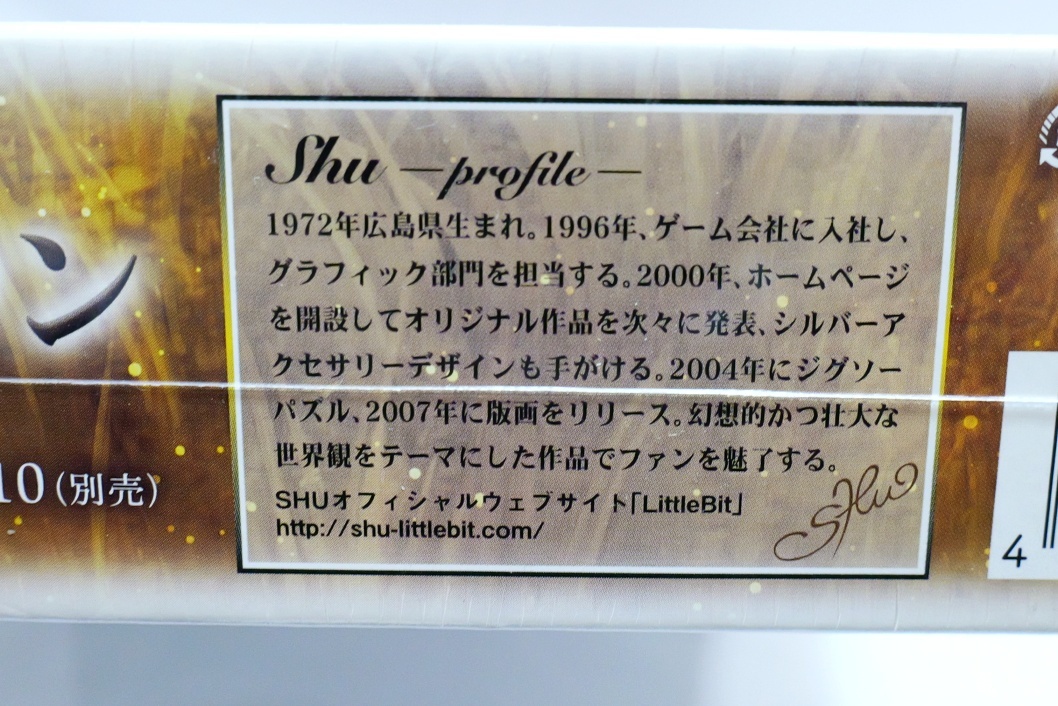 Shu —profile—
1972年広島県生まれ。1996年、ゲーム会社に入社し、
グラフィック部門を担当する。2000年、ホームページ
を開設してオリジナル作品を次々に発表、シルバーア
クセサリーデザインも手がける。2004年にジグソー
パズル、2007年に版画をリリース。幻想的かつ壮大な
世界観をテーマにした作品でファンを魅了する。
SHUオフィシャルウェブサイト「LittleBit」
http://shu-littlebit.com/
Shu
ン
10(別売)
4